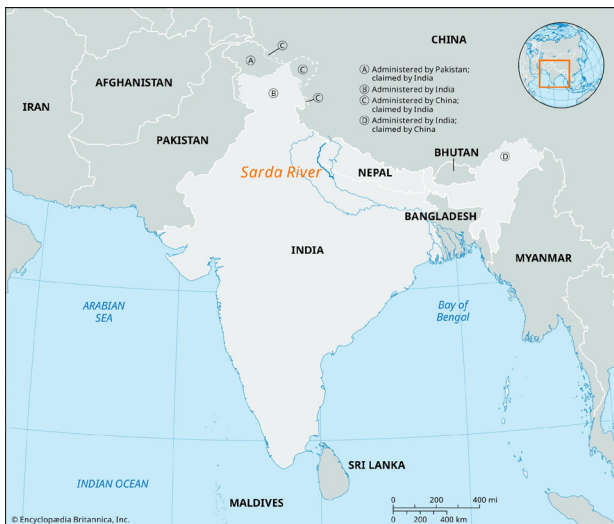 CHINA
Ⓒ
Ⓐ
Ⓒ
Ⓐ Administered by Pakistan;
claimed by India
Ⓑ Administered by India
Ⓒ Administered by China;
claimed by India
Ⓓ Administered by India;
claimed by China
AFGHANISTAN
Ⓑ
Ⓒ
IRAN
PAKISTAN
BHUTAN
Ⓓ
Sarda River
NEPAL
BANGLADESH
INDIA
MYANMAR
ARABIAN
SEA
Bay of
Bengal
SRI LANKA
INDIAN OCEAN
MALDIVES
0 200 400 mi
0 200 400 km
© Encyclopædia Britannica, Inc.